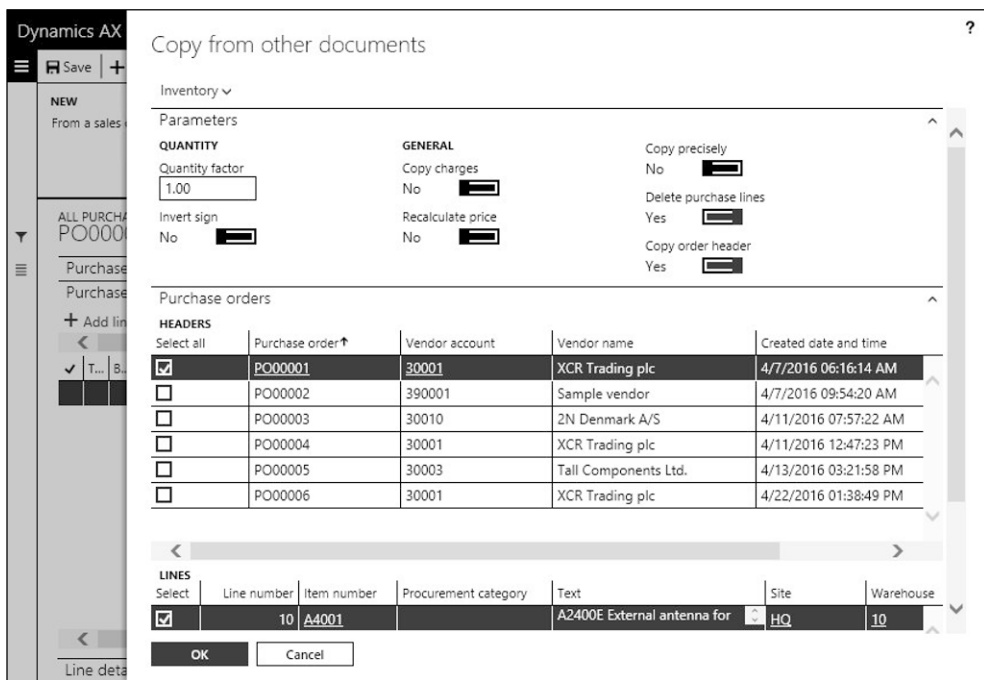 Dynamics AX
?
Save
NEW
From a sales
ALL PURCHA
PO0000
Purchase
Purchase
Add lin
T... B...
Line deta
Copy from other documents
Inventory
Parameters
QUANTITY
Quantity factor
1.00
Invert sign
No
GENERAL
Copy charges
No
Recalculate price
No
Copy precisely
No
Delete purchase lines
Yes
Copy order header
Yes
Purchase orders
HEADERS
Select all Purchase order Vendor account Vendor name Created date and time
PO00001 30001 XCR Trading plc 4/7/2016 06:16:14 AM
PO00002 390001 Sample vendor 4/7/2016 09:54:20 AM
PO00003 30010 2N Denmark A/S 4/11/2016 07:57:22 AM
PO00004 30001 XCR Trading plc 4/11/2016 12:47:23 PM
PO00005 30003 Tall Components Ltd. 4/13/2016 03:21:58 PM
PO00006 30001 XCR Trading plc 4/22/2016 01:38:49 PM
LINES
Select Line number Item number Procurement category Text Site Warehouse
10 A4001 A2400E External antenna for HQ 10
OK Cancel